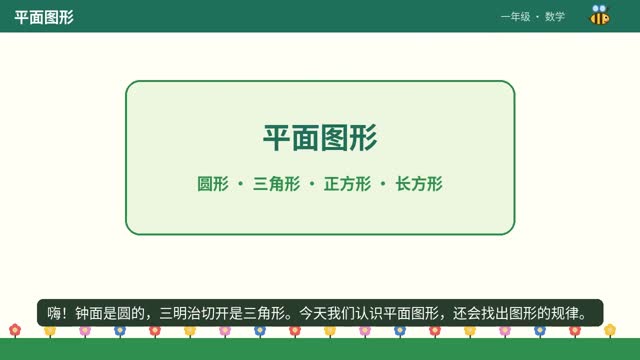 平面图形
一年级 · 数学
平面图形
圆形 · 三角形 · 正方形 · 长方形
嗨！钟面是圆的，三明治切开是三角形。今天我们认识平面图形，还会找出图形的规律。